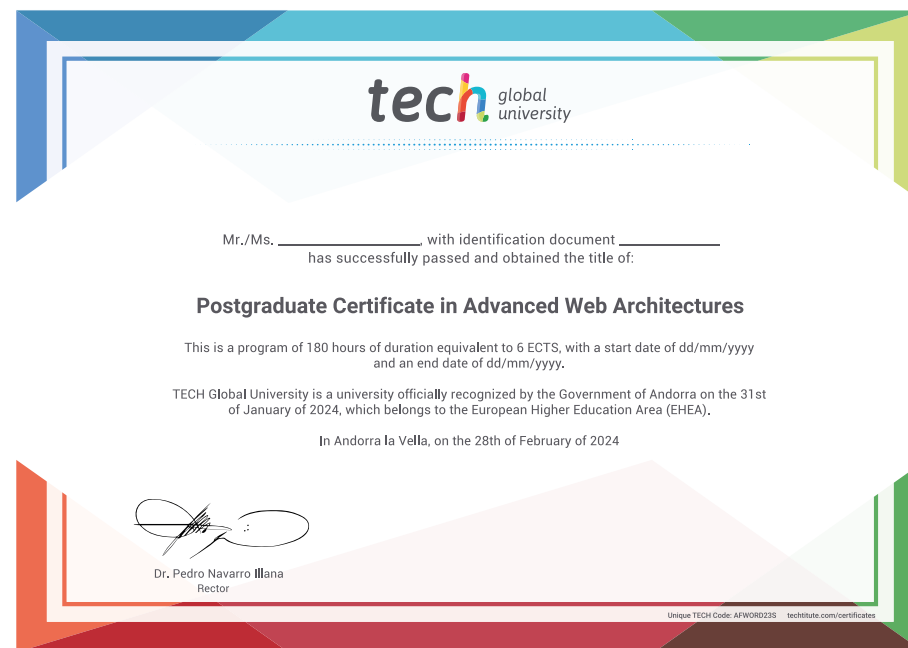 tech global
university
Mr./Ms. ____________________, with identification document ______________
has successfully passed and obtained the title of:
Postgraduate Certificate in Advanced Web Architectures
This is a program of 180 hours of duration equivalent to 6 ECTS, with a start date of dd/mm/yyyy
and an end date of dd/mm/yyyy.
TECH Global University is a university officially recognized by the Government of Andorra on the 31st
of January of 2024, which belongs to the European Higher Education Area (EHEA).
In Andorra la Vella, on the 28th of February of 2024
Dr. Pedro Navarro Illana
Rector
Unique TECH Code: AFWORD23S techtitute.com/certificates